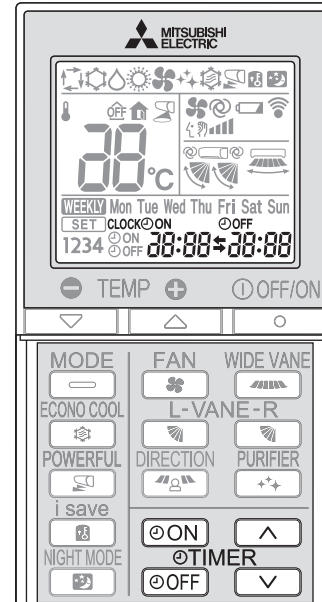 MITSUBISHI
ELECTRIC
OFF
88°C
WEEKLY Mon Tue Wed Thu Fri Sat Sun
SET CLOCK ON OFF
1234 ON OFF 88:88 88:88
TEMP OFF/ON
MODE FAN WIDE VANE
ECONO COOL L-VANE-R
POWERFUL DIRECTION PURIFIER
i save
ON
TIMER
NIGHT MODE
OFF